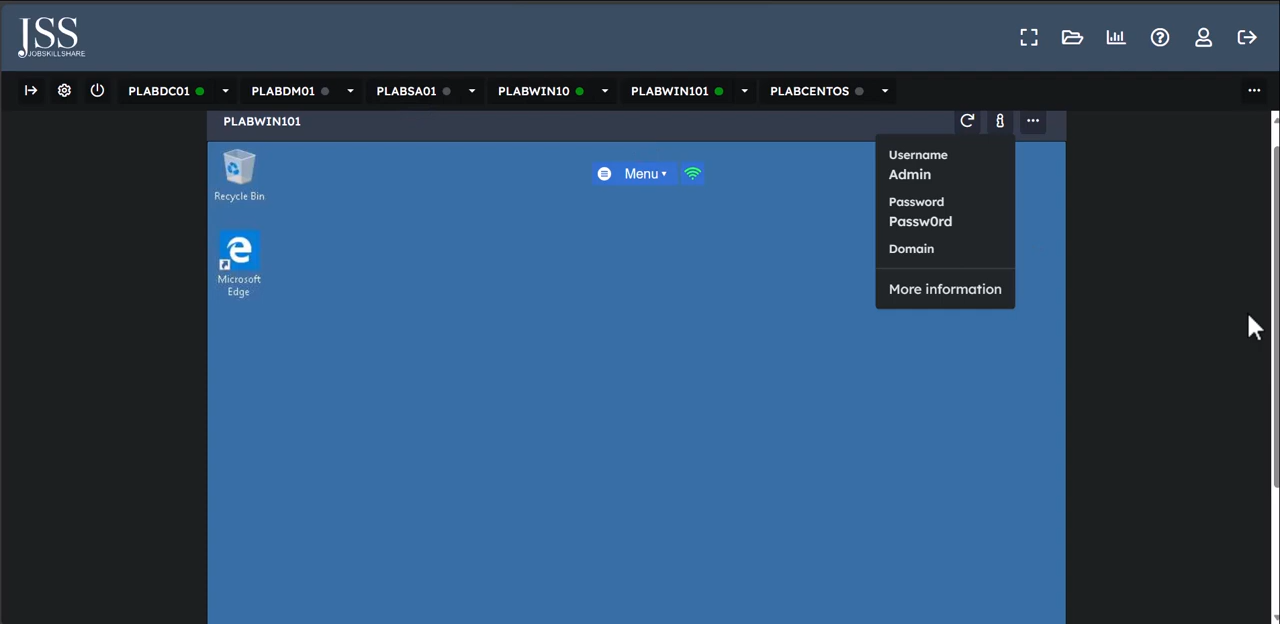 JSS
JOBSKILLSHARE
PLABDC01
PLABDM01
PLABSA01
PLABWIN10
PLABWIN101
PLABCENTOS
PLABWIN101
Recycle Bin
Menu
Username
Admin
Password
Passw0rd
Domain
Microsoft
Edge
More information